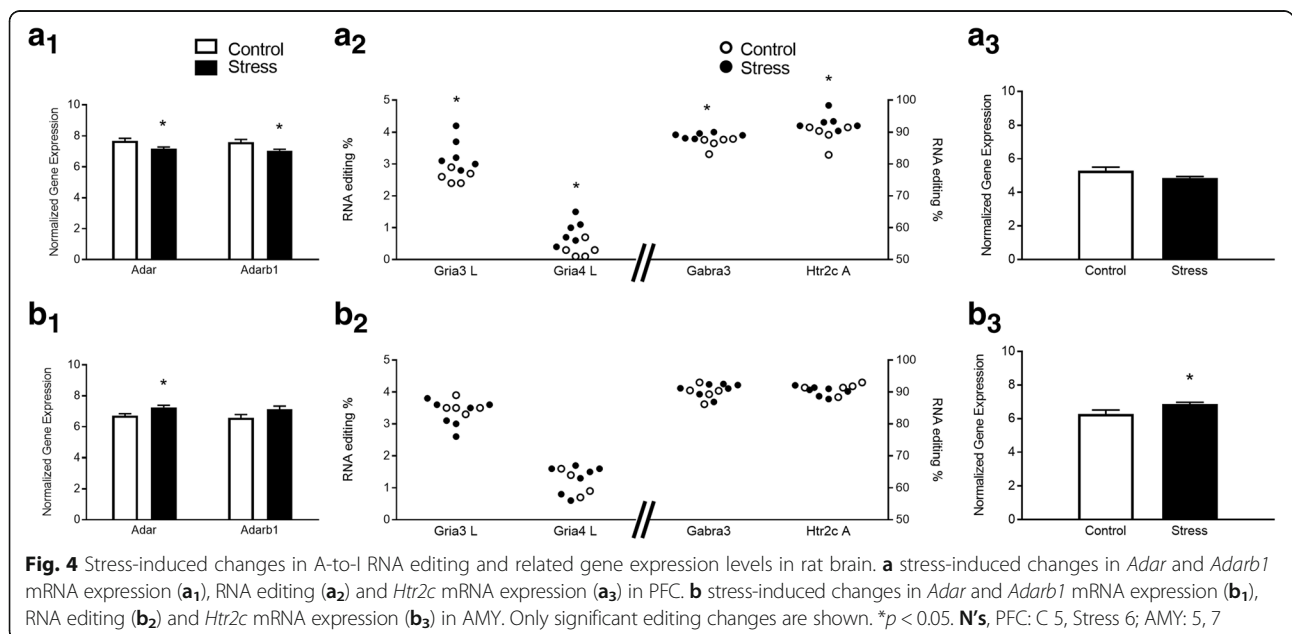 a1
Control
Stress
Normalized Gene Expression
10
8
6
4
2
0
*
*
Adar
Adarb1
a2
Control
Stress
RNA editing %
5
4
3
2
1
0
*
*
*
*
100
90
80
70
60
50
RNA editing %
Gria3 L
Gria4 L
Gabra3
Htr2c A
a3
Normalized Gene Expression
10
8
6
4
2
0
Control
Stress
b1
Normalized Gene Expression
10
8
6
4
2
0
*
Adar
Adarb1
b2
RNA editing %
5
4
3
2
1
0
100
90
80
70
60
50
RNA editing %
Gria3 L
Gria4 L
Gabra3
Htr2c A
b3
Normalized Gene Expression
10
8
6
4
2
0
*
Control
Stress
Fig. 4 Stress-induced changes in A-to-I RNA editing and related gene expression levels in rat brain. a stress-induced changes in Adar and Adarb1
mRNA expression (a1), RNA editing (a2) and Htr2c mRNA expression (a3) in PFC. b stress-induced changes in Adar and Adarb1 mRNA expression (b1),
RNA editing (b2) and Htr2c mRNA expression (b3) in AMY. Only significant editing changes are shown. *p < 0.05. N's, PFC: C 5, Stress 6; AMY: 5, 7